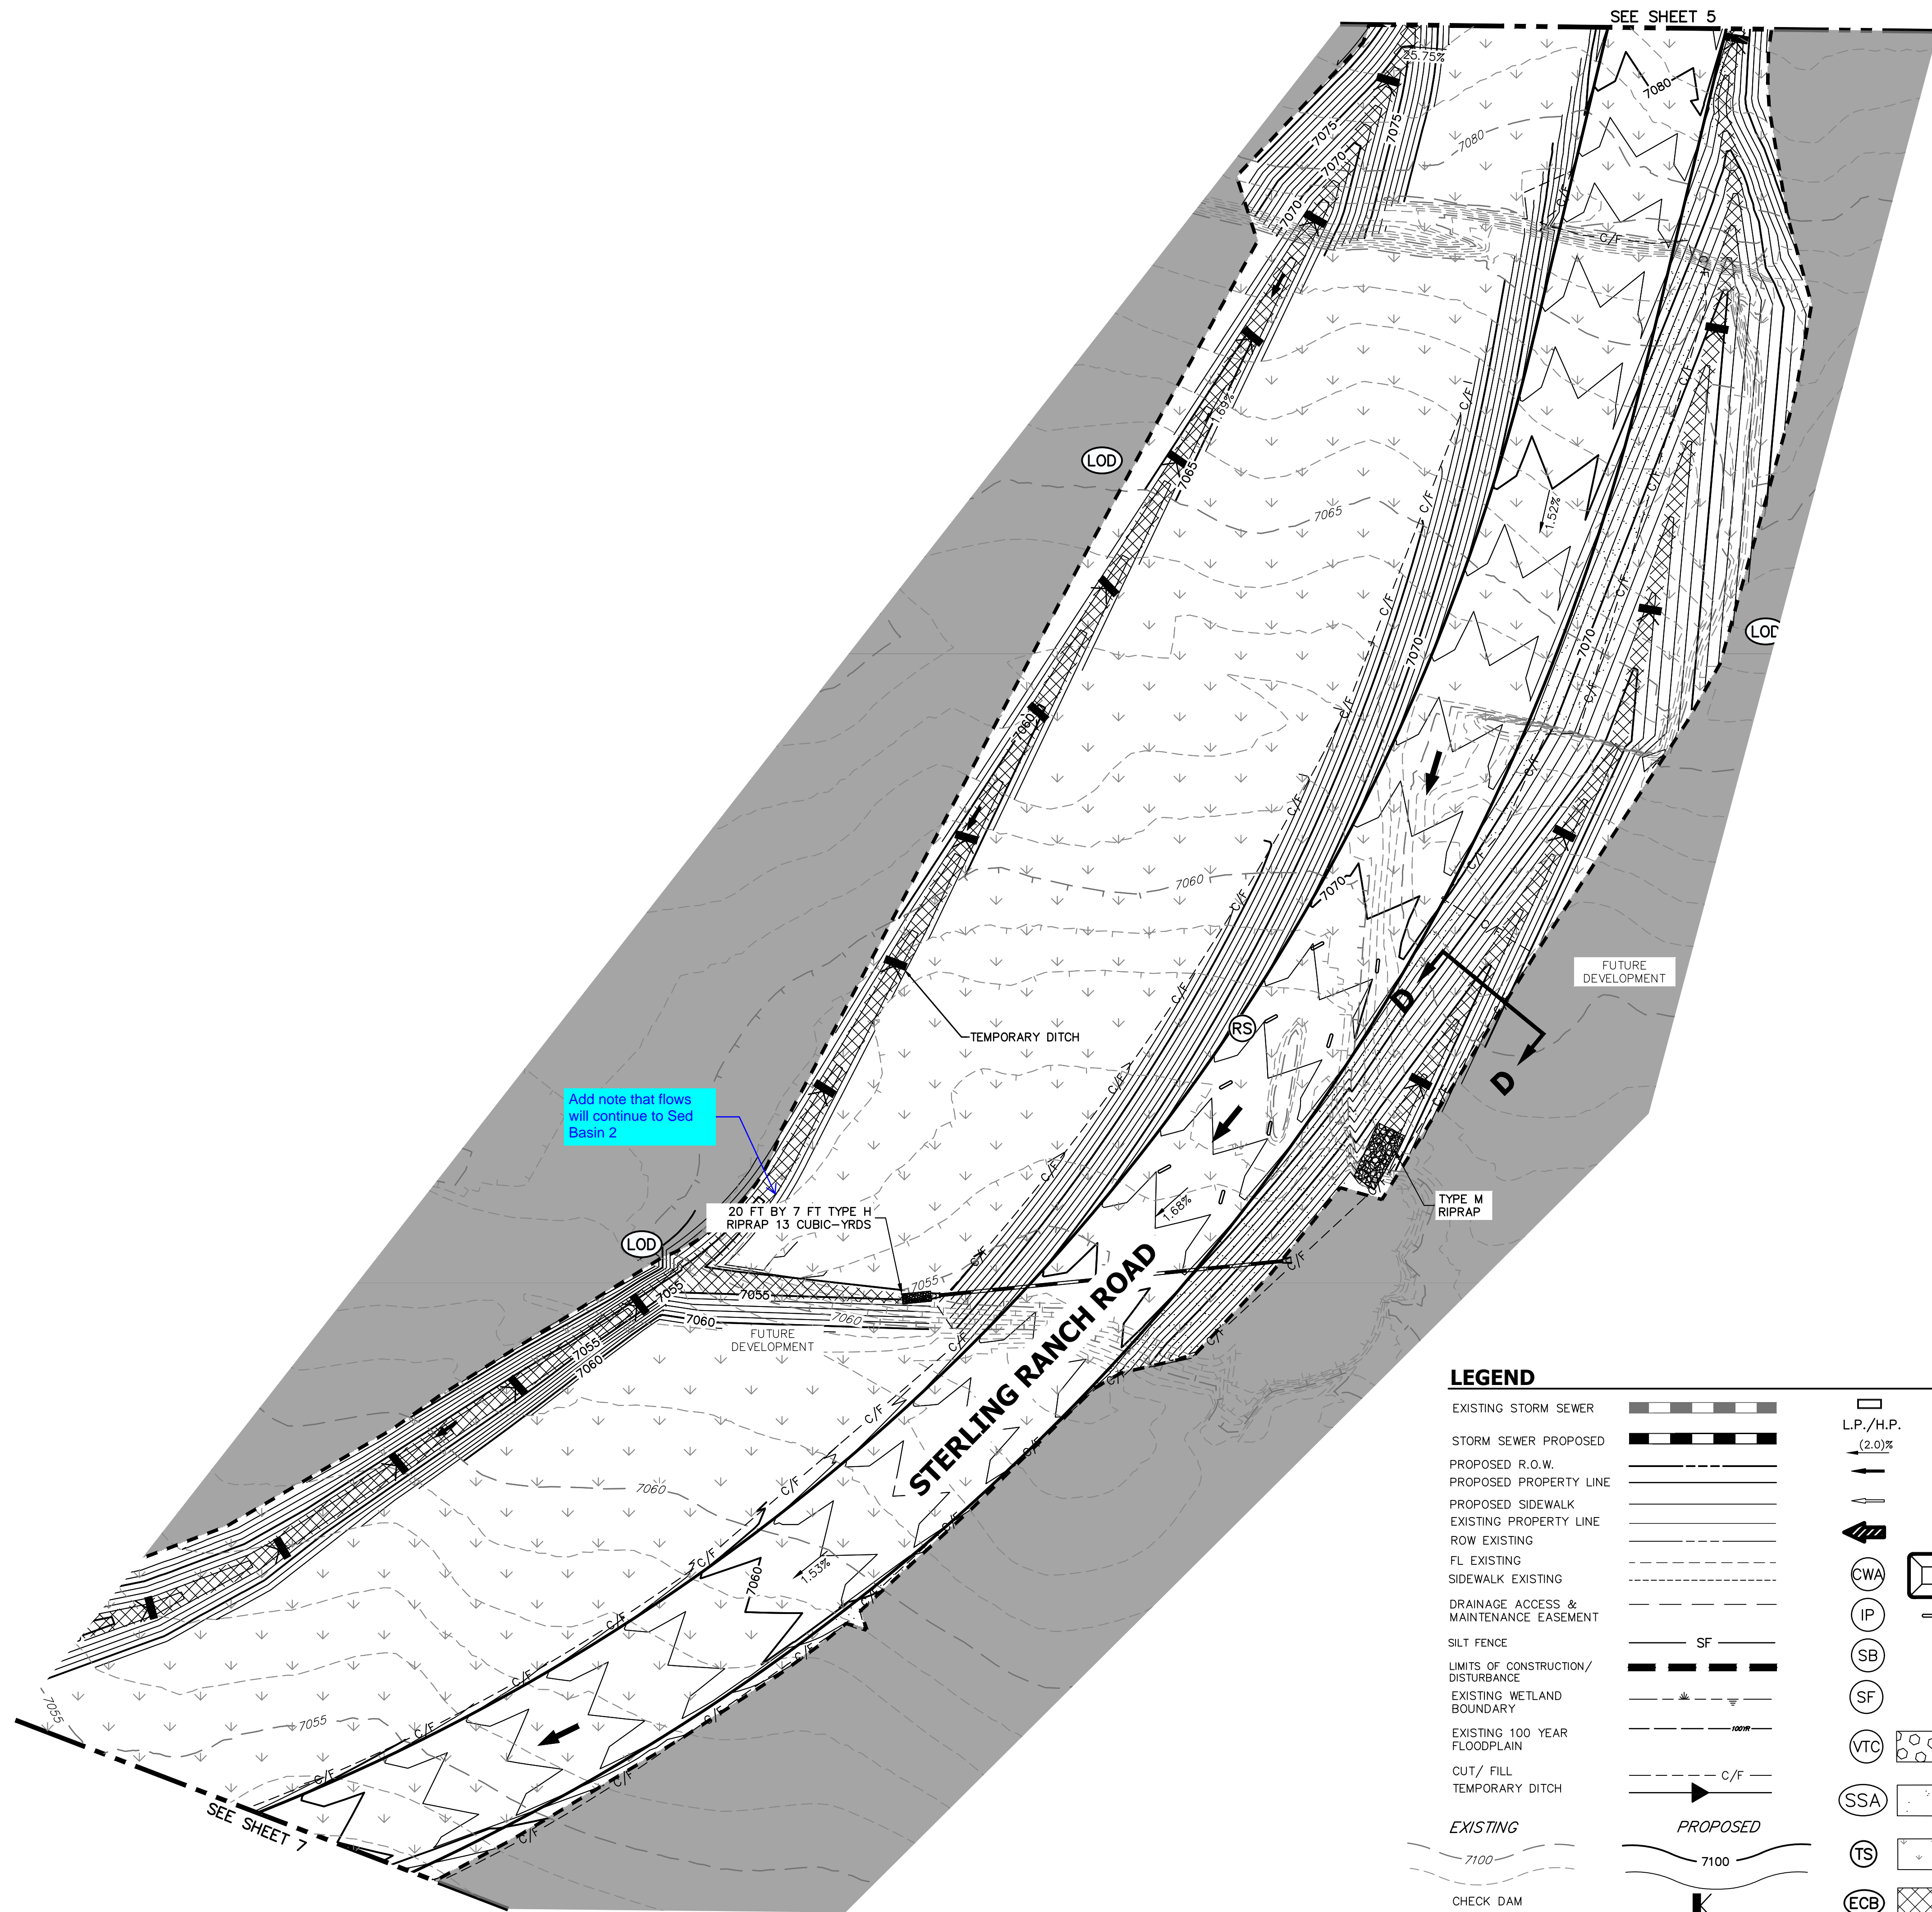 SEE SHEET 5
25.75%
7080
7075
7075
7080
7070
7070
C/F
C/F
C/F
1.69%
C/F
C/F
LOD
7065
C/F
C/F
1.52%
7065
C/F
C/F
LOD
7070
7070
C/F
C/F
7060
C/F
C/F
C/F
7060
7070
C/F
C/F
FUTURE
DEVELOPMENT
C/F
D
RS
TEMPORARY DITCH
D
Add note that flows
will continue to Sed
Basin 2
C/F
C/F
C/F
20 FT BY 7 FT TYPE H
RIPRAP 13 CUBIC-YRDS
TYPE M
RIPRAP
1.68%
C/F
LOD
C/F
C/F
7055
7055
7055
7060
7060
FUTURE
DEVELOPMENT
STERLING RANCH ROAD
C/F
C/F
7055
7060
C/F
C/F
C/F
7060
C/F
C/F
C/F
1.53%
7060
C/F
C/F
C/F
C/F
7055
7055
C/F
C/F
C/F
C/F
C/F
SEE SHEET 7
LEGEND
EXISTING STORM SEWER
L.P./H.P.
STORM SEWER PROPOSED
(2.0)%
PROPOSED R.O.W.
PROPOSED PROPERTY LINE
PROPOSED SIDEWALK
EXISTING PROPERTY LINE
ROW EXISTING
FL EXISTING
CWA
SIDEWALK EXISTING
DRAINAGE ACCESS &
MAINTENANCE EASEMENT
IP
SILT FENCE
SF
SB
LIMITS OF CONSTRUCTION/
DISTURBANCE
EXISTING WETLAND
BOUNDARY
SF
EXISTING 100 YEAR
FLOODPLAIN
100YR
VTC
CUT/ FILL
C/F
TEMPORARY DITCH
SSA
EXISTING
PROPOSED
7100
7100
TS
CHECK DAM
ECB